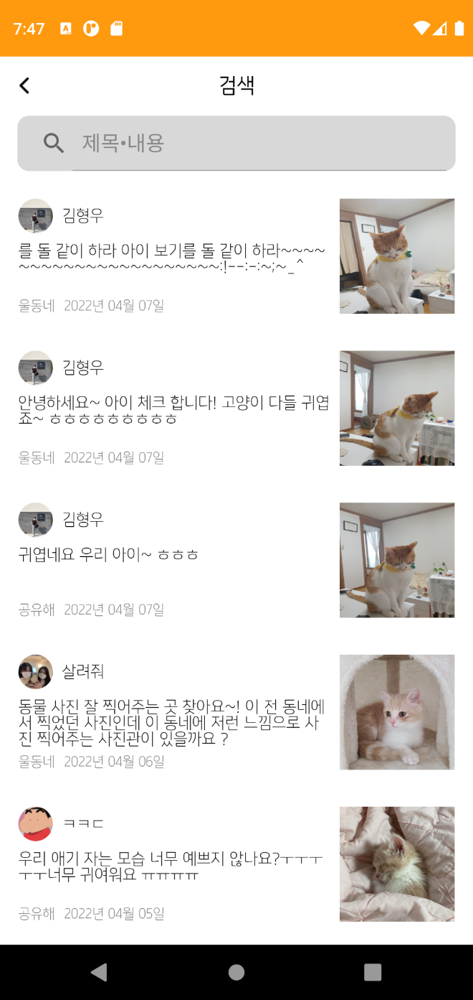 7:47
검색
제목•내용
김형우
를 돌 같이 하라 아이 보기를 돌 같이 하라~~~~
~~~~~~~~~~~~~~~~~~:!--:-:~;~_^
울동네 2022년 04월 07일
김형우
안녕하세요~ 아이 체크 합니다! 고양이 다들 귀엽
죠~ ㅎㅎㅎㅎㅎㅎㅎㅎㅎ
울동네 2022년 04월 07일
김형우
귀엽네요 우리 아이~ ㅎㅎㅎ
공유해 2022년 04월 07일
살려줘
동물 사진 잘 찍어주는 곳 찾아요~! 이 전 동네에
서 찍었던 사진인데 이 동네에 저런 느낌으로 사
진 찍어주는 사진관이 있을까요 ?
울동네 2022년 04월 06일
ㅋㅋㄷ
우리 애기 자는 모습 너무 예쁘지 않나요?ㅜㅜㅜ
ㅜㅜ너무 귀여워요 ㅠㅠㅠㅠ
공유해 2022년 04월 05일